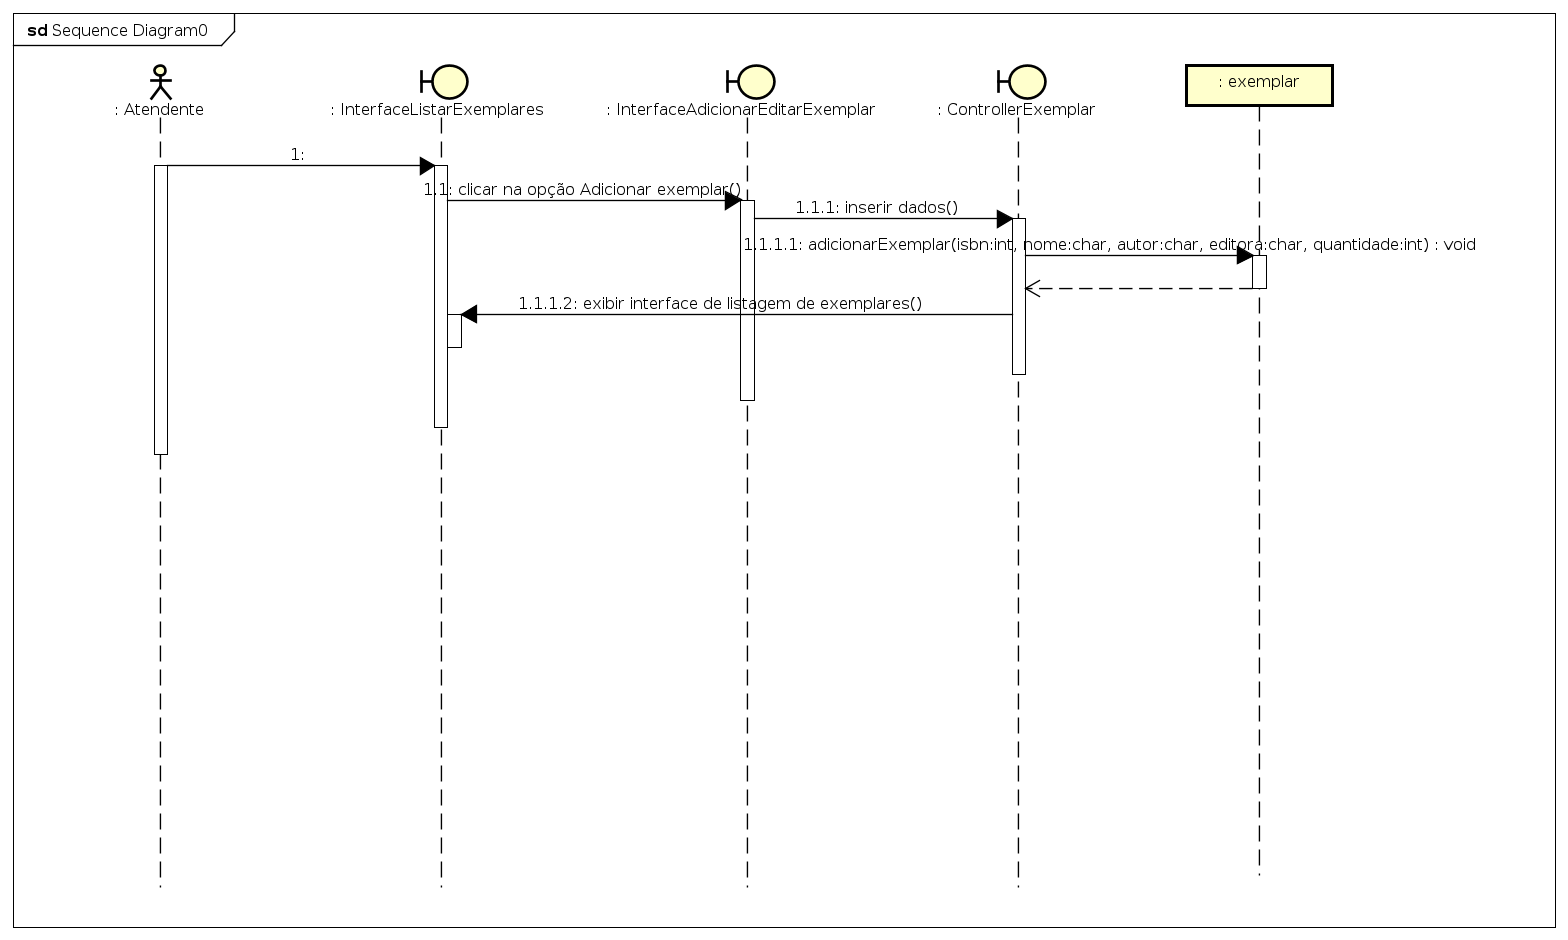 sd Sequence Diagram0
: Atendente
: InterfaceListarExemplares
: InterfaceAdicionarEditarExemplar
: ControllerExemplar
: exemplar
1:
1.1: clicar na opção Adicionar exemplar()
1.1.1: inserir dados()
1.1.1.1: adicionarExemplar(isbn:int, nome:char, autor:char, editora:char, quantidade:int) : void
1.1.1.2: exibir interface de listagem de exemplares()